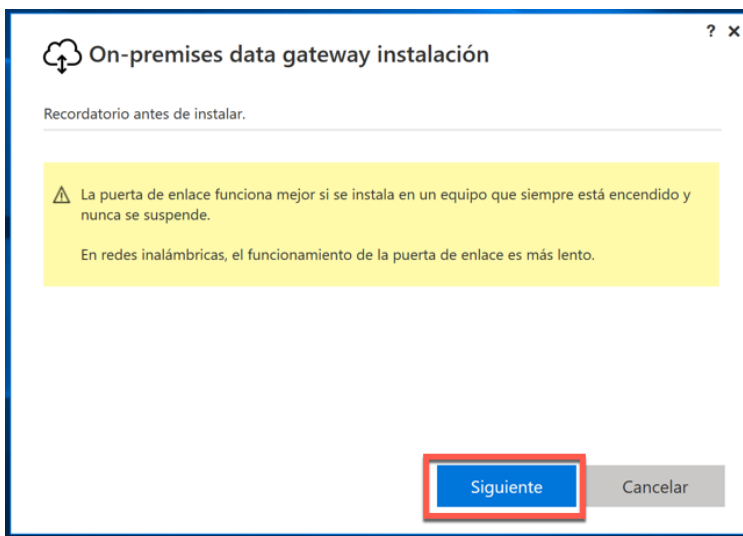 ? ×
On-premises data gateway instalación
Recordatorio antes de instalar.
La puerta de enlace funciona mejor si se instala en un equipo que siempre está encendido y
nunca se suspende.
En redes inalámbricas, el funcionamiento de la puerta de enlace es más lento.
Siguiente Cancelar